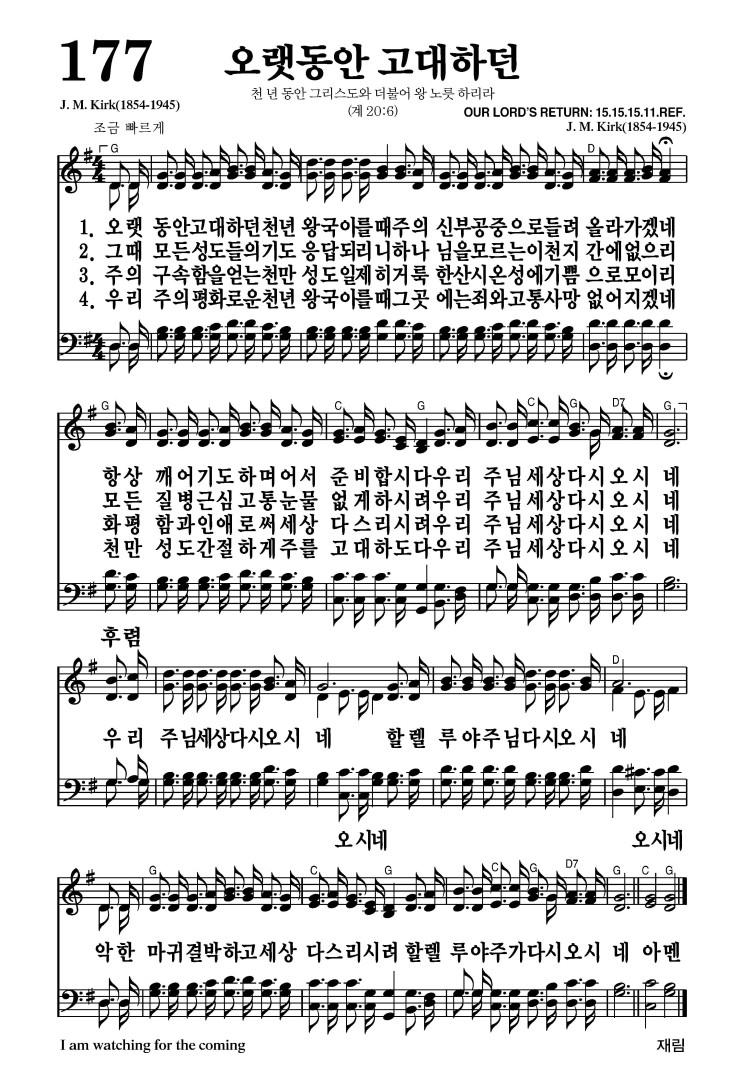 177
오랫동안 고대하던
천 년 동안 그리스도와 더불어 왕 노릇 하리라
(계 20:6)
J. M. Kirk(1854-1945)
OUR LORD'S RETURN: 15.15.15.11.REF.
J. M. Kirk(1854-1945)
조금 빠르게
G D
1. 오랫 동안고대하던천년 왕국이를때주의 신부공중으로들려 올라가겠네
2. 그때 모든성도들의기도 응답되리니하나 님을모르는이천지 간에없으리
3. 주의 구속함을얻는천만 성도일제히거룩 한산시온성에기쁨 으로모이리
4. 우리 주의평화로운천년 왕국이를때그곳 에는죄와고통사망 없어지겠네
G C G C G D7 G
항상 깨어기도하며어서 준비합시다우리 주님세상다시오시 네
모든 질병근심고통눈물 없게하시려우리 주님세상다시오시 네
화평 함과인애로써세상 다스리시려우리 주님세상다시오시 네
천만 성도간절하게주를 고대하도다우리 주님세상다시오시 네
후렴
D
우리 주님세상다시오시 네 할렐 루야주님다시오시 네
오시네 오시네
G C G C G D7 G C G
악한 마귀결박하고세상 다스리시려할렐 루야주가다시오시 네 아멘
I am watching for the coming
재림